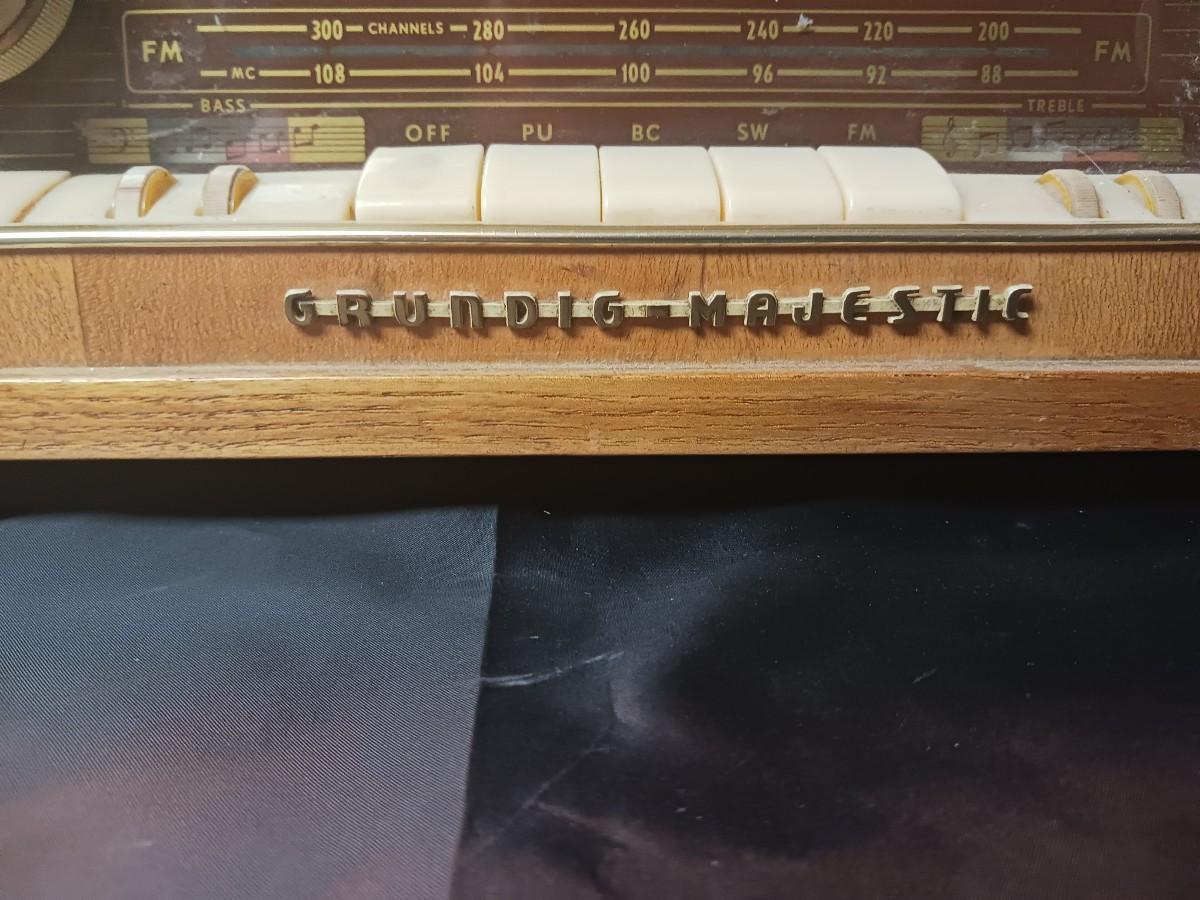 300 CHANNELS 280 260 240 220 200
FM FM
MC 108 104 100 96 92 88
BASS TREBLE
OFF PU BC SW FM
GRUNDIG-MAJESTIC